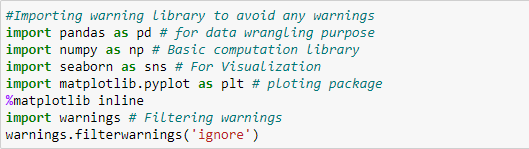 #Importing warning library to avoid any warnings
import pandas as pd # for data wrangling purpose
import numpy as np # Basic computation library
import seaborn as sns # For Visualization
import matplotlib.pyplot as plt # ploting package
%matplotlib inline
import warnings # Filtering warnings
warnings.filterwarnings('ignore')